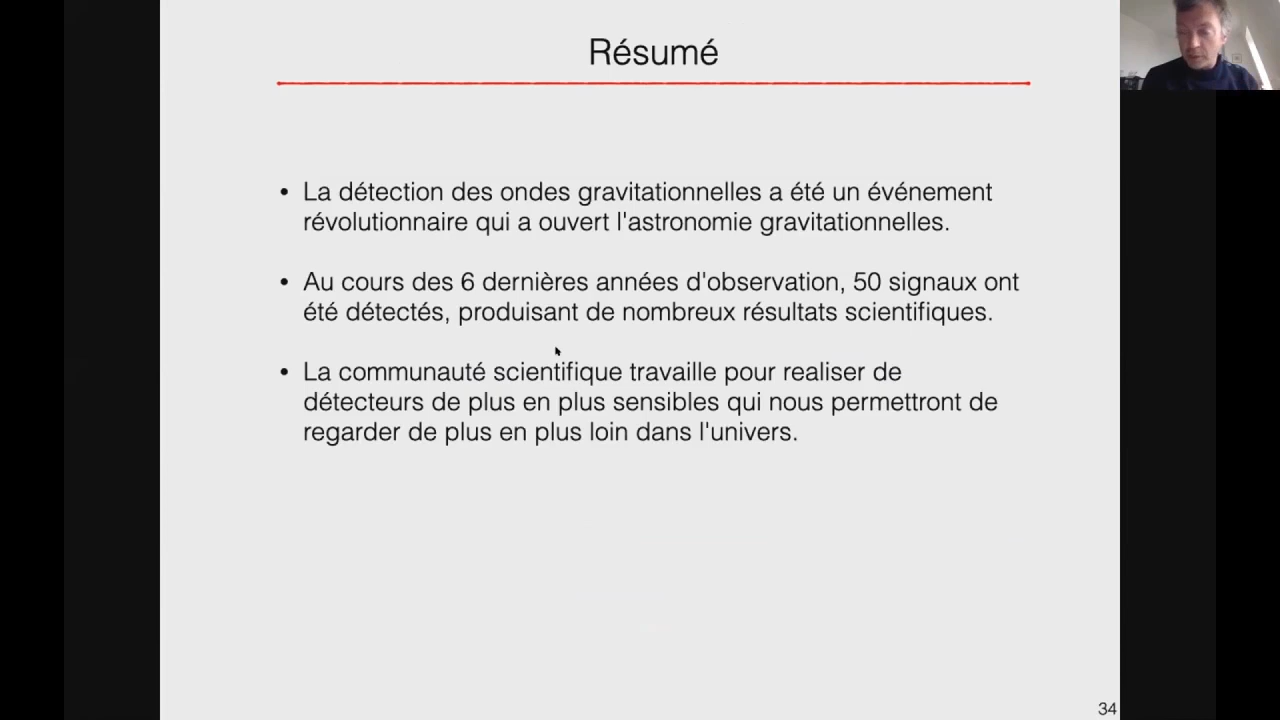 Résumé
• La détection des ondes gravitationnelles a été un événement
révolutionnaire qui a ouvert l'astronomie gravitationnelles.
• Au cours des 6 dernières années d'observation, 50 signaux ont
été détectés, produisant de nombreux résultats scientifiques.
• La communauté scientifique travaille pour realiser de
détecteurs de plus en plus sensibles qui nous permettront de
regarder de plus en plus loin dans l'univers.
34